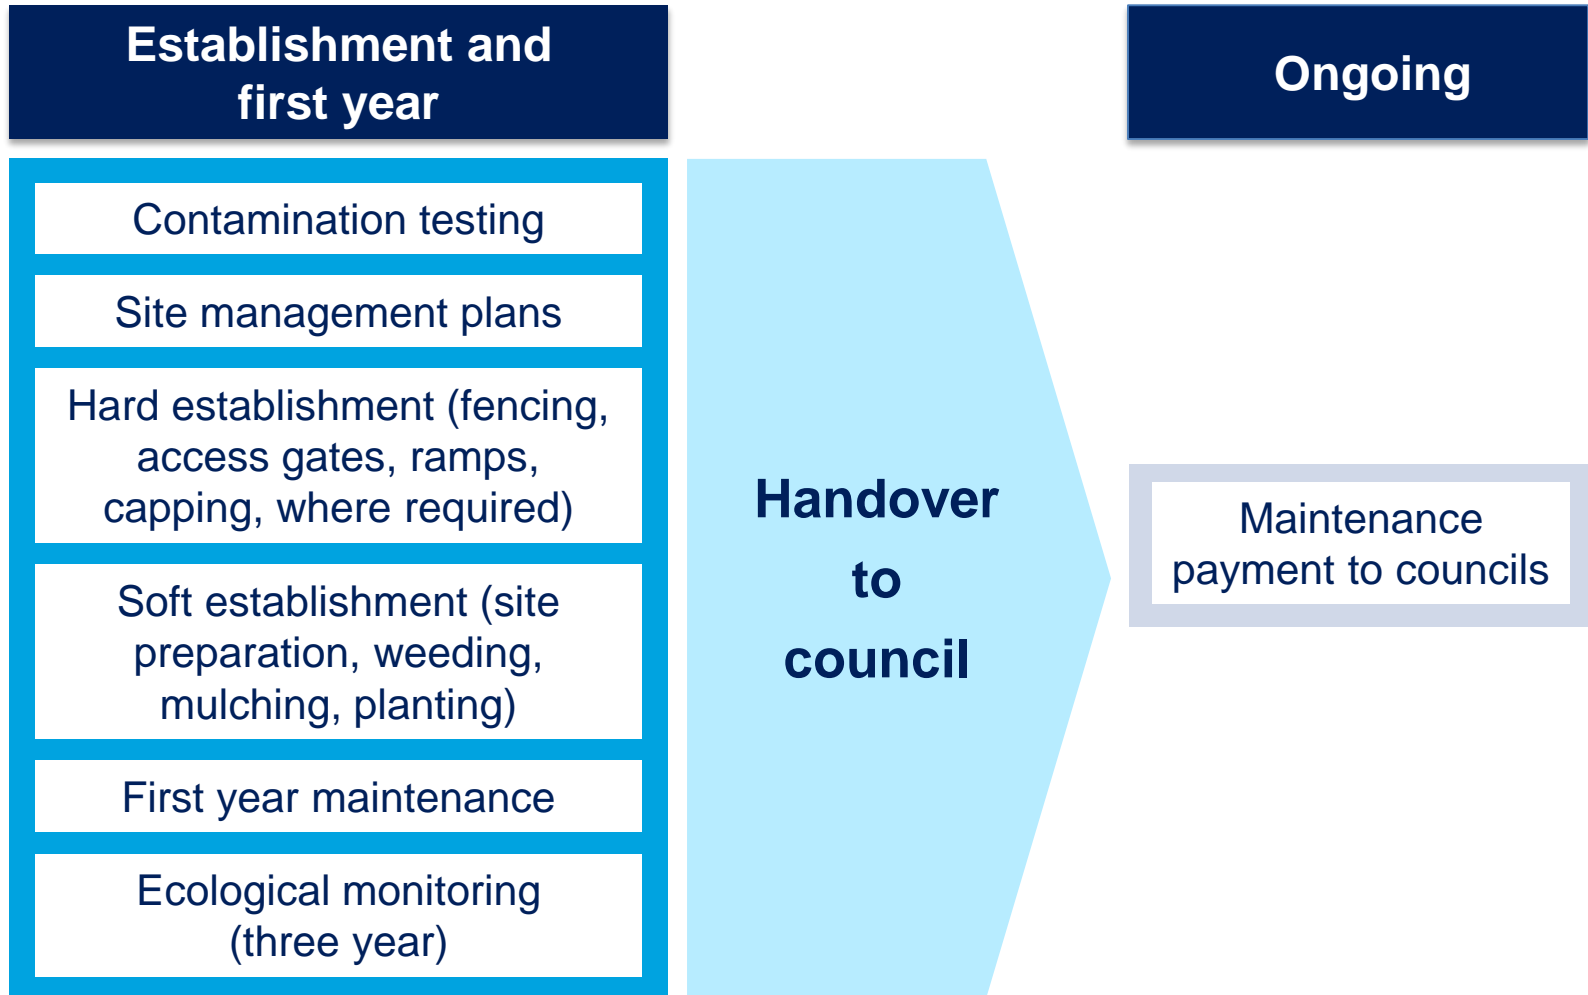 Establishment and
first year
Contamination testing
Site management plans
Hard establishment (fencing,
access gates, ramps,
capping, where required)
Soft establishment (site
preparation, weeding,
mulching, planting)
First year maintenance
Ecological monitoring
(three year)
Handover
to
council
Ongoing
Maintenance
payment to councils